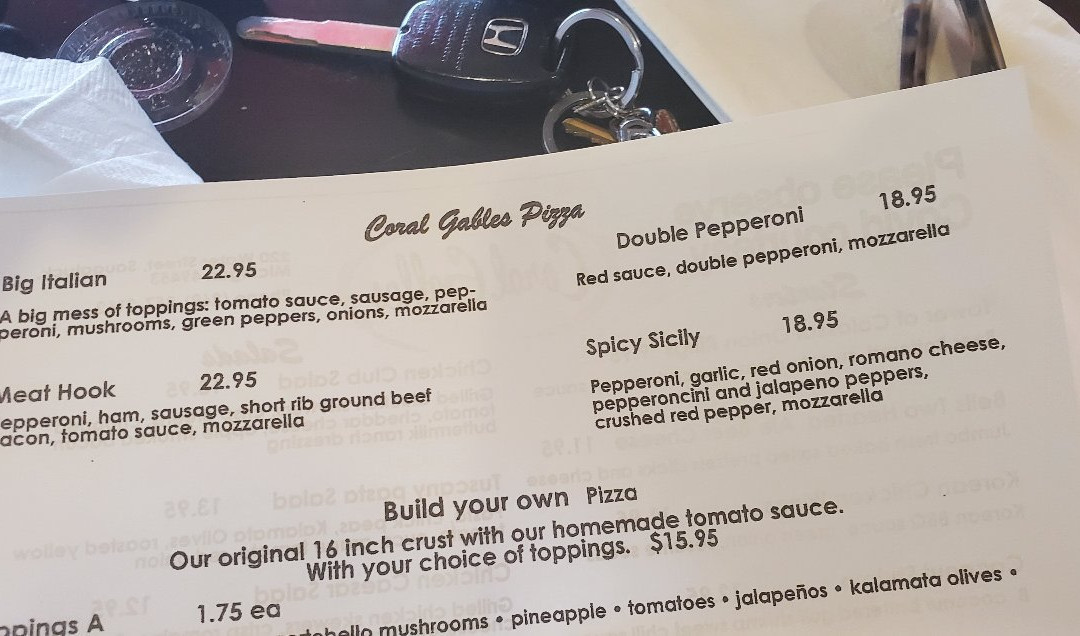 Coral Gables Pizza
Big Italian 22.95
A big mess of toppings: tomato sauce, sausage, pep-
peroni, mushrooms, green peppers, onions, mozzarella
Meat Hook 22.95
epperoni, ham, sausage, short rib ground beef
acon, tomato sauce, mozzarella
Double Pepperoni 18.95
Red sauce, double pepperoni, mozzarella
Spicy Sicily 18.95
Pepperoni, garlic, red onion, romano cheese,
pepperoncini and jalapeno peppers,
crushed red pepper, mozzarella
Build your own Pizza
Our original 16 inch crust with our homemade tomato sauce.
With your choice of toppings. $15.95
ppings A 1.75 ea
mushrooms • pineapple • tomatoes • jalapeños • kalamata olives •